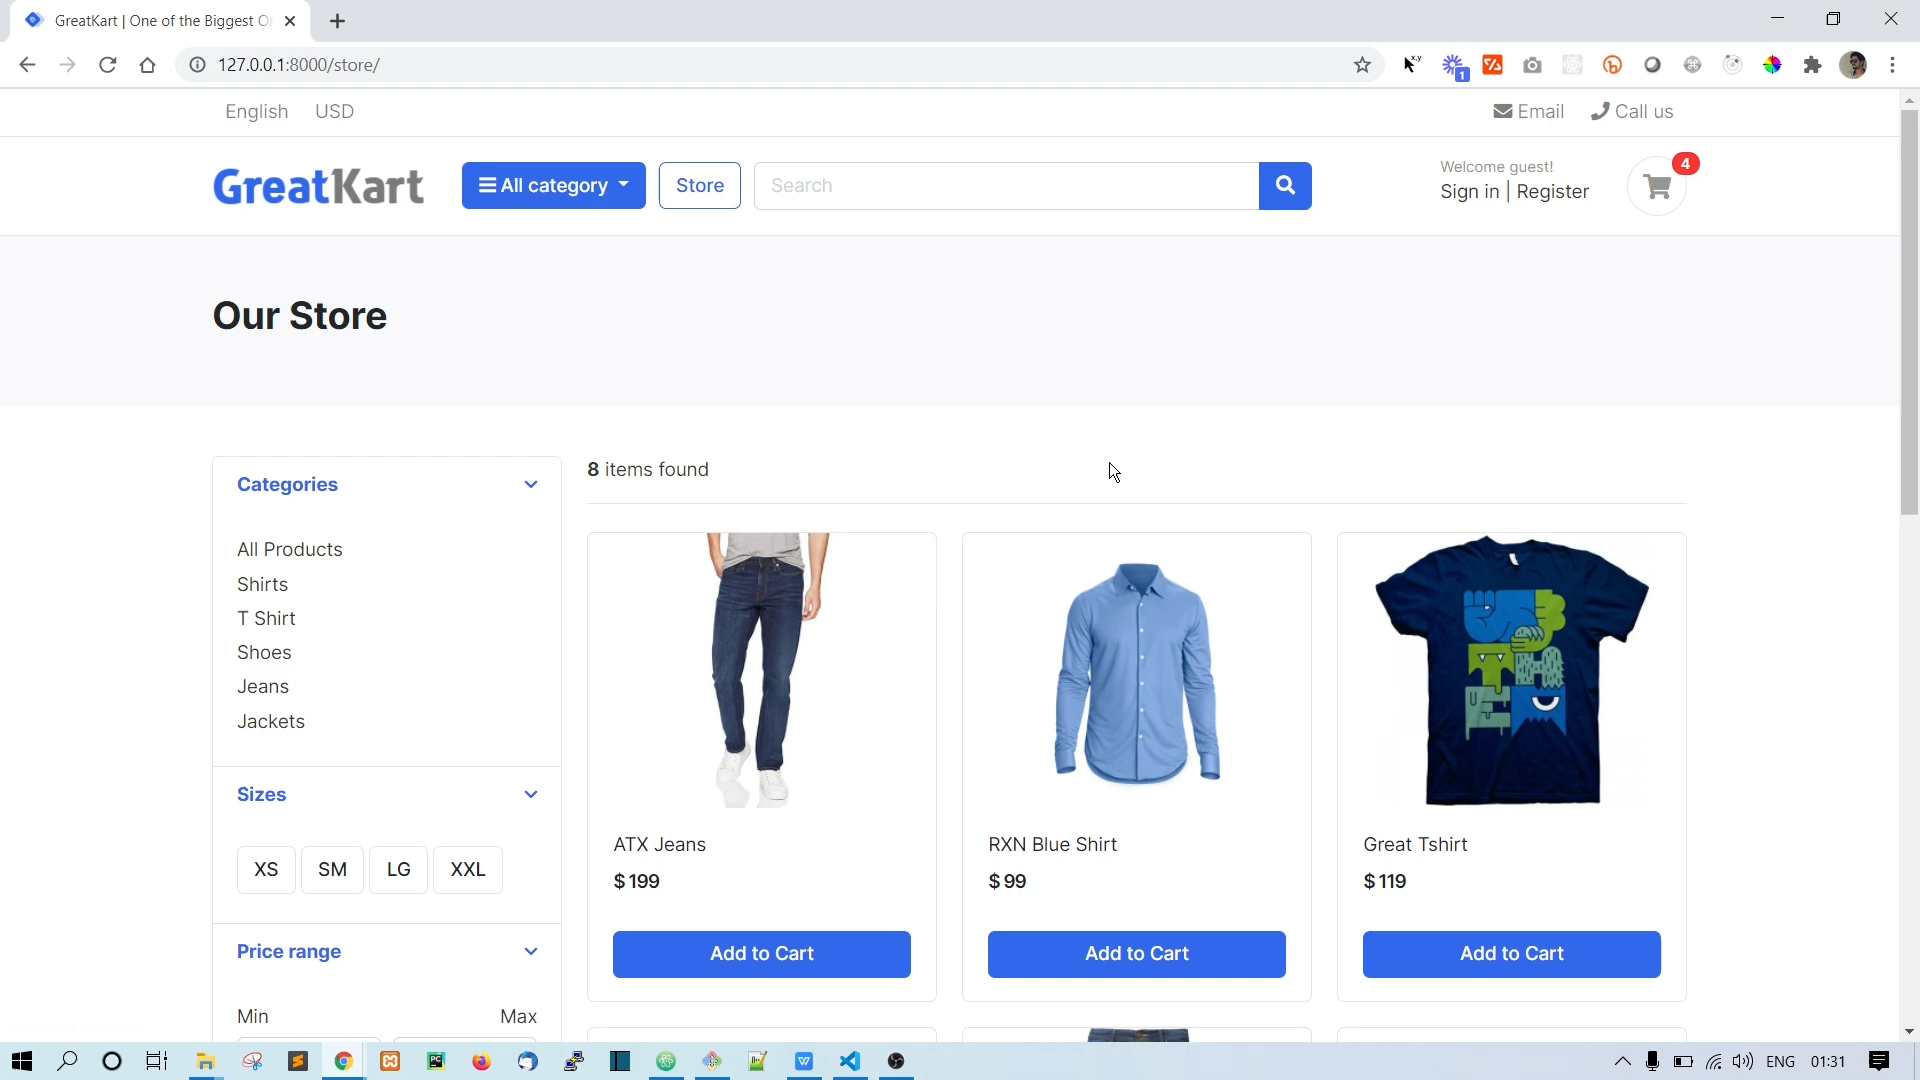 GreatKart | One of the Biggest Or
127.0.0.1:8000/store/
1
English USD
Email Call us
GreatKart
All category
Store
Search
Welcome guest!
Sign in | Register
4
Our Store
Categories
All Products
Shirts
T Shirt
Shoes
Jeans
Jackets
Sizes
XS SM LG XXL
Price range
Min Max
8 items found
ATX Jeans
$ 199
Add to Cart
RXN Blue Shirt
$ 99
Add to Cart
Great Tshirt
$ 119
Add to Cart
ENG 01:31